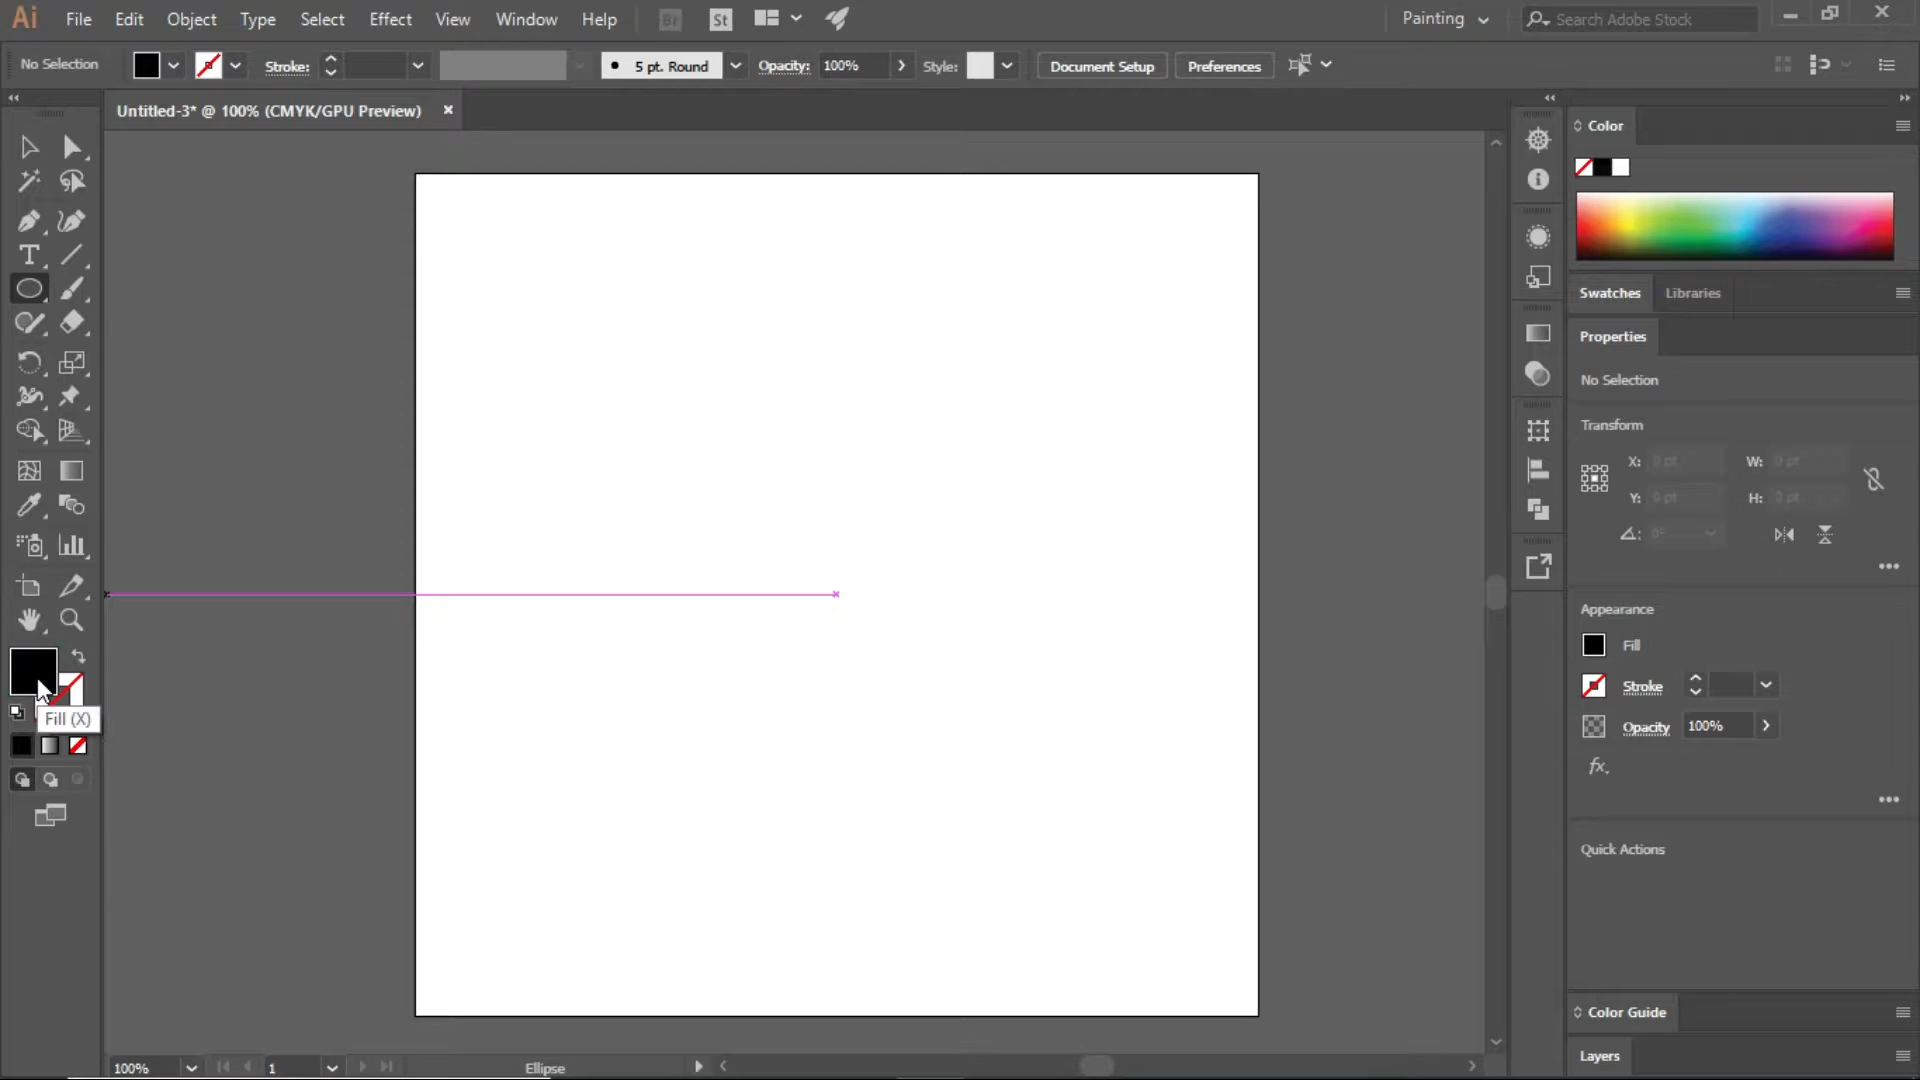 Ai File Edit Object Type Select Effect View Window Help Br St Painting Search Adobe Stock
No Selection Stroke: 5 pt. Round Opacity: 100% Style: Document Setup Preferences
Untitled-3* @ 100% (CMYK/GPU Preview)
Color
Swatches Libraries
Properties
No Selection
Transform
X: 0 pt W: 0 pt
Y: 0 pt H: 0 pt
0°
Appearance
Fill
Stroke
Opacity 100%
fx.
Quick Actions
Fill (X)
Color Guide
Layers
100% 1 Ellipse